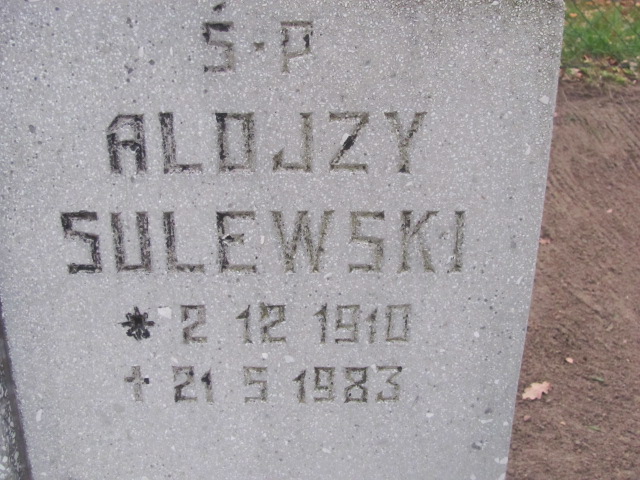 Ś·P
ALOJZY
SULEWSKI
* 2 12 1910
† 21 5 1983